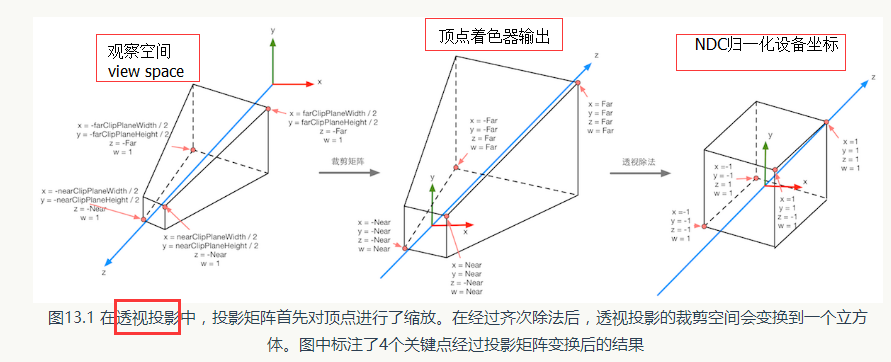 观察空间
view space
y
x
z
x = -farClipPlaneWidth / 2
y = -farClipPlaneHeight / 2
z = -Far
w = 1
x = farClipPlaneWidth / 2
y = farClipPlaneHeight / 2
z = -Far
w = 1
x = -nearClipPlaneWidth / 2
y = -nearClipPlaneHeight / 2
z = -Near
w = 1
x = nearClipPlaneWidth / 2
y = nearClipPlaneHeight / 2
z = -Near
w = 1
裁剪矩阵
顶点着色器输出
z
y
x
x = -Far
y = -Far
z = Far
w = Far
x = Far
y = Far
z = Far
w = Far
x = -Near
y = -Near
z = -Near
w = Near
x = Near
y = Near
z = -Near
w = Near
透视除法
NDC归一化设备坐标
z
y
x
x =-1
y = -1
z = 1
w = 1
x =1
y = 1
z = 1
w = 1
x =1
y = 1
z = -1
w = 1
x =-1
y = -1
z = -1
w = 1
图13.1 在透视投影中，投影矩阵首先对顶点进行了缩放。在经过齐次除法后，透视投影的裁剪空间会变换到一个立方
体。图中标注了4个关键点经过投影矩阵变换后的结果